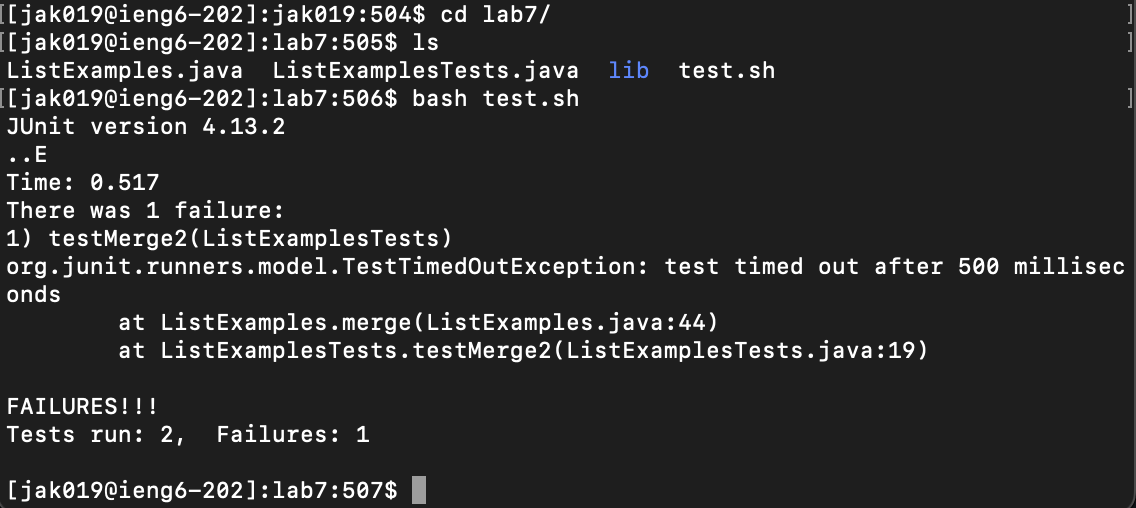 [[jak019@ieng6-202]:jak019:504$ cd lab7/ ]
[[jak019@ieng6-202]:lab7:505$ ls ]
ListExamples.java  ListExamplesTests.java  lib  test.sh
[[jak019@ieng6-202]:lab7:506$ bash test.sh ]
JUnit version 4.13.2
..E
Time: 0.517
There was 1 failure:
1) testMerge2(ListExamplesTests)
org.junit.runners.model.TestTimedOutException: test timed out after 500 millisec
onds
        at ListExamples.merge(ListExamples.java:44)
        at ListExamplesTests.testMerge2(ListExamplesTests.java:19)
FAILURES!!!
Tests run: 2,  Failures: 1
[jak019@ieng6-202]:lab7:507$